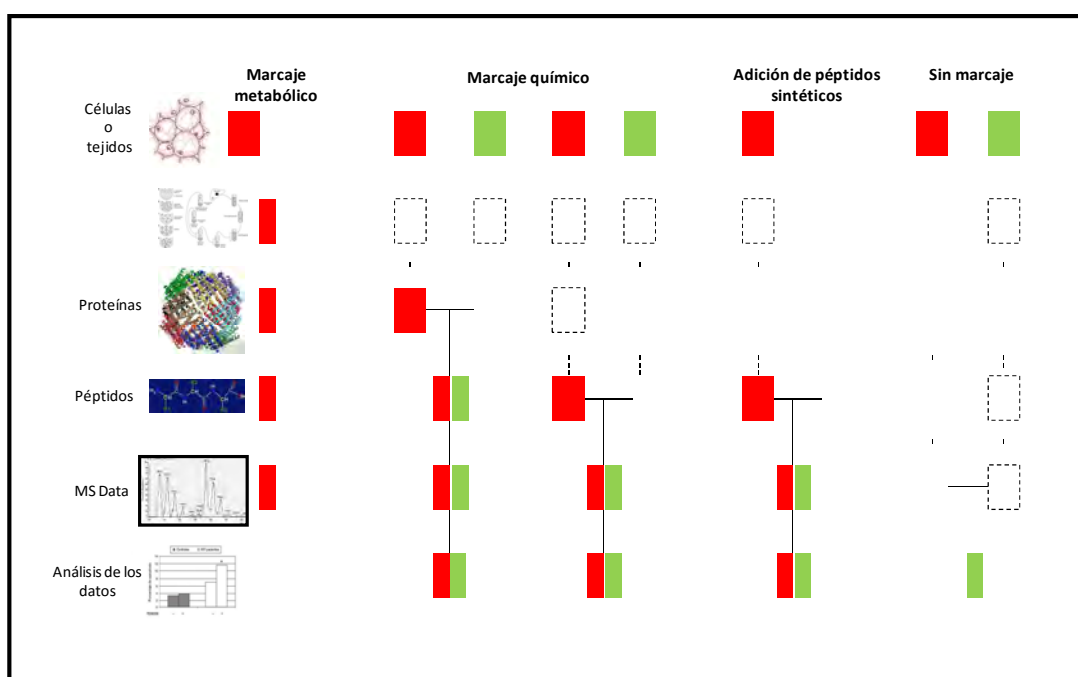 Marcaje
metabólico
Marcaje químico
Adición de péptidos
sintéticos
Sin marcaje
Células
o
tejidos
Proteínas
Péptidos
MS Data
Análisis de los
datos